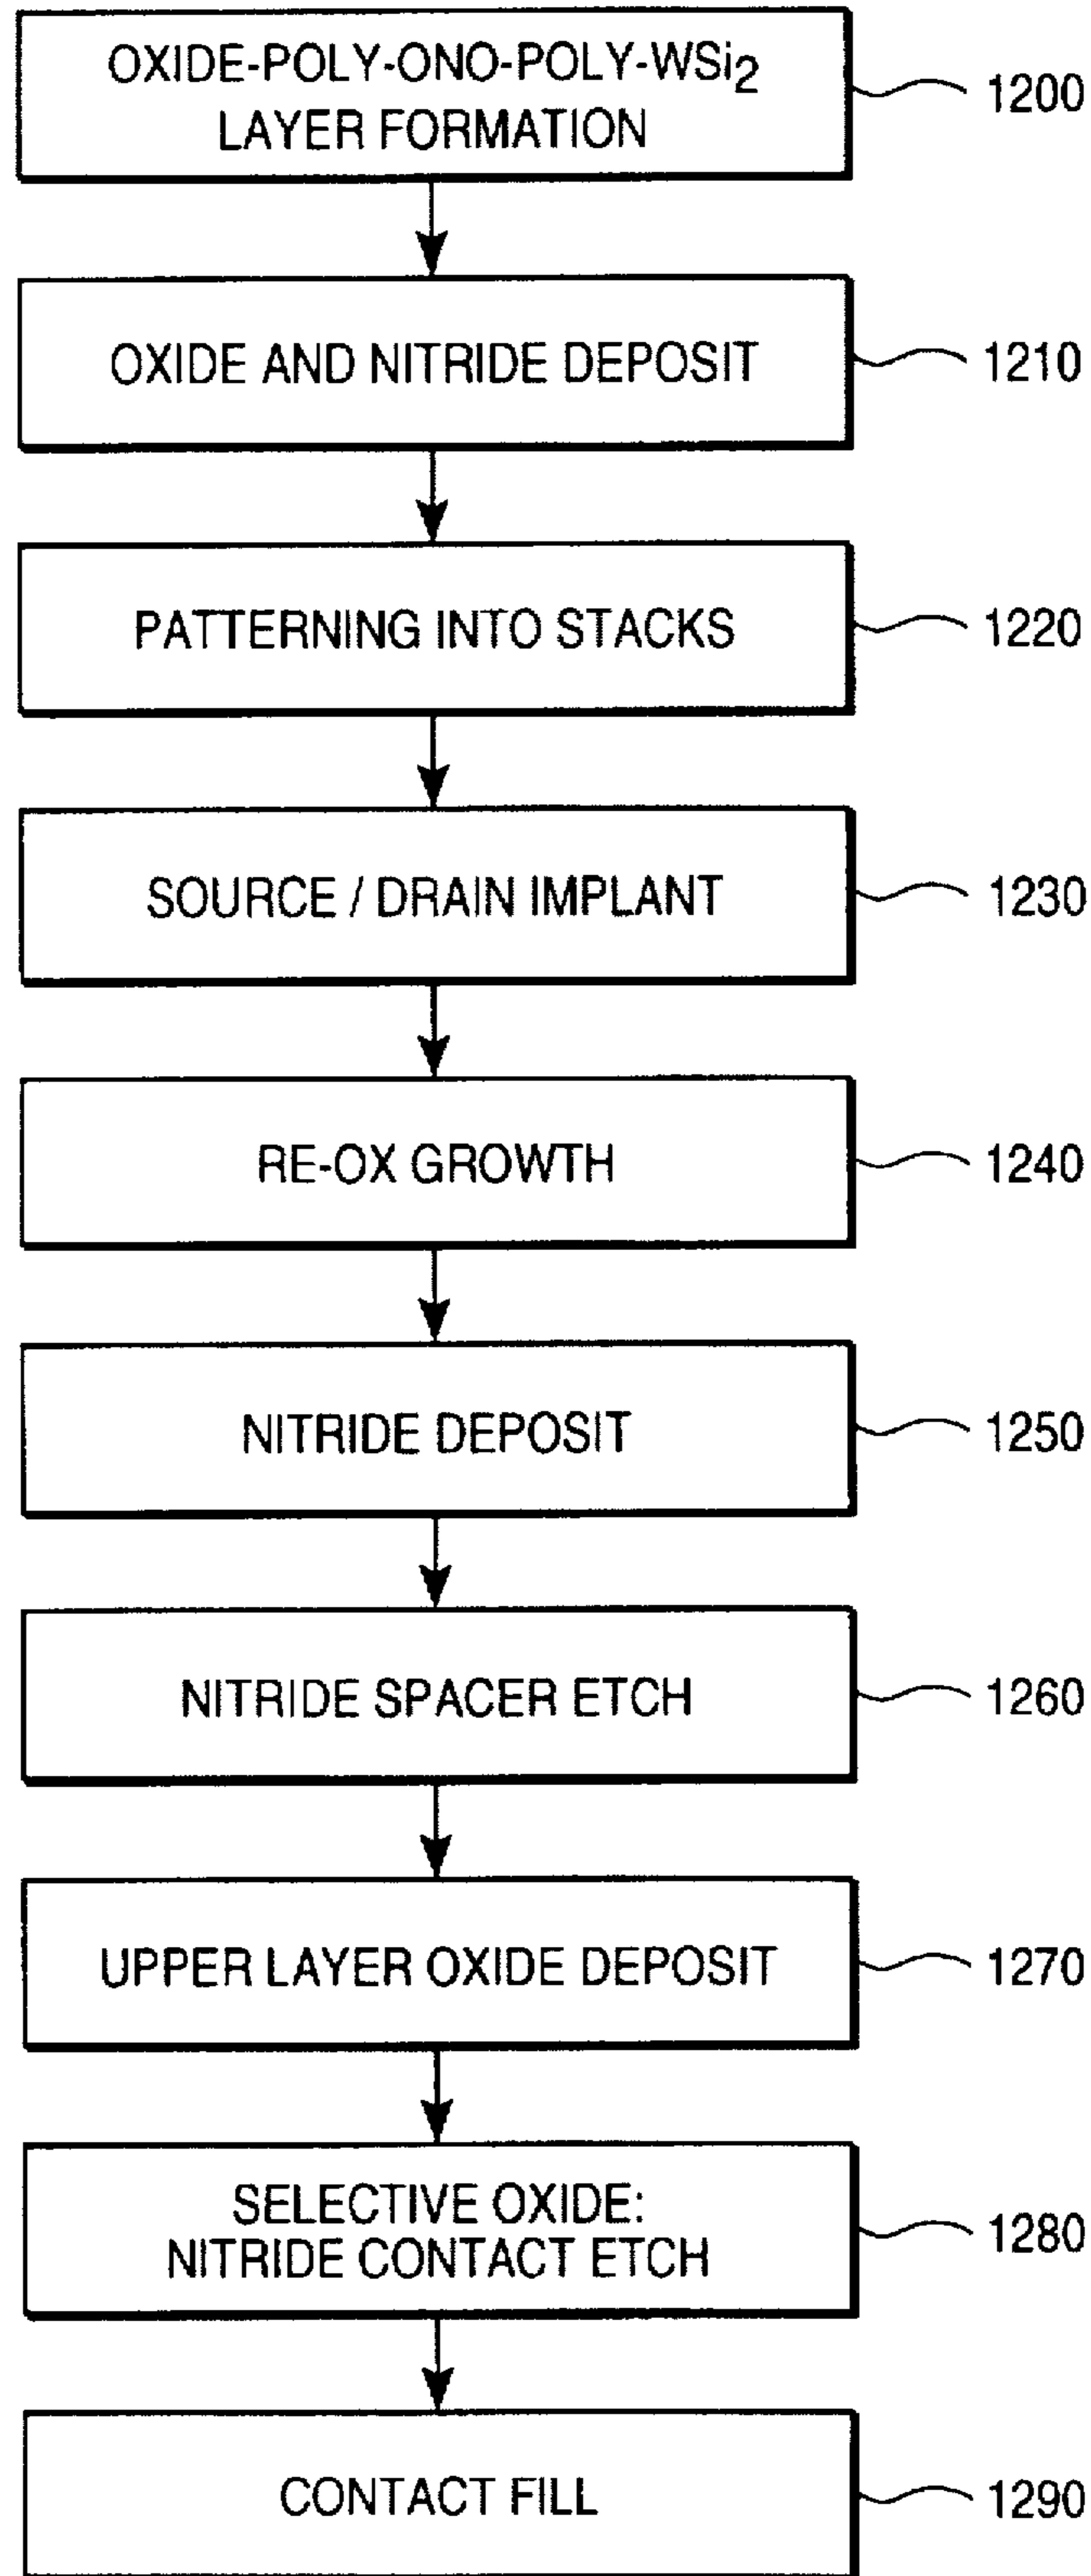 OXIDE-POLY-ONO-POLY-WSi2
LAYER FORMATION
1200
OXIDE AND NITRIDE DEPOSIT
1210
PATTERNING INTO STACKS
1220
SOURCE / DRAIN IMPLANT
1230
RE-OX GROWTH
1240
NITRIDE DEPOSIT
1250
NITRIDE SPACER ETCH
1260
UPPER LAYER OXIDE DEPOSIT
1270
SELECTIVE OXIDE:
NITRIDE CONTACT ETCH
1280
CONTACT FILL
1290